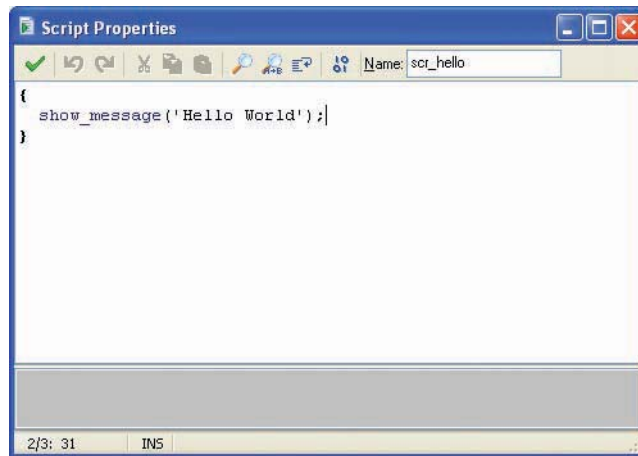 Script Properties
Name: scr_hello
{
show_message('Hello World');
}
2/3: 31 INS